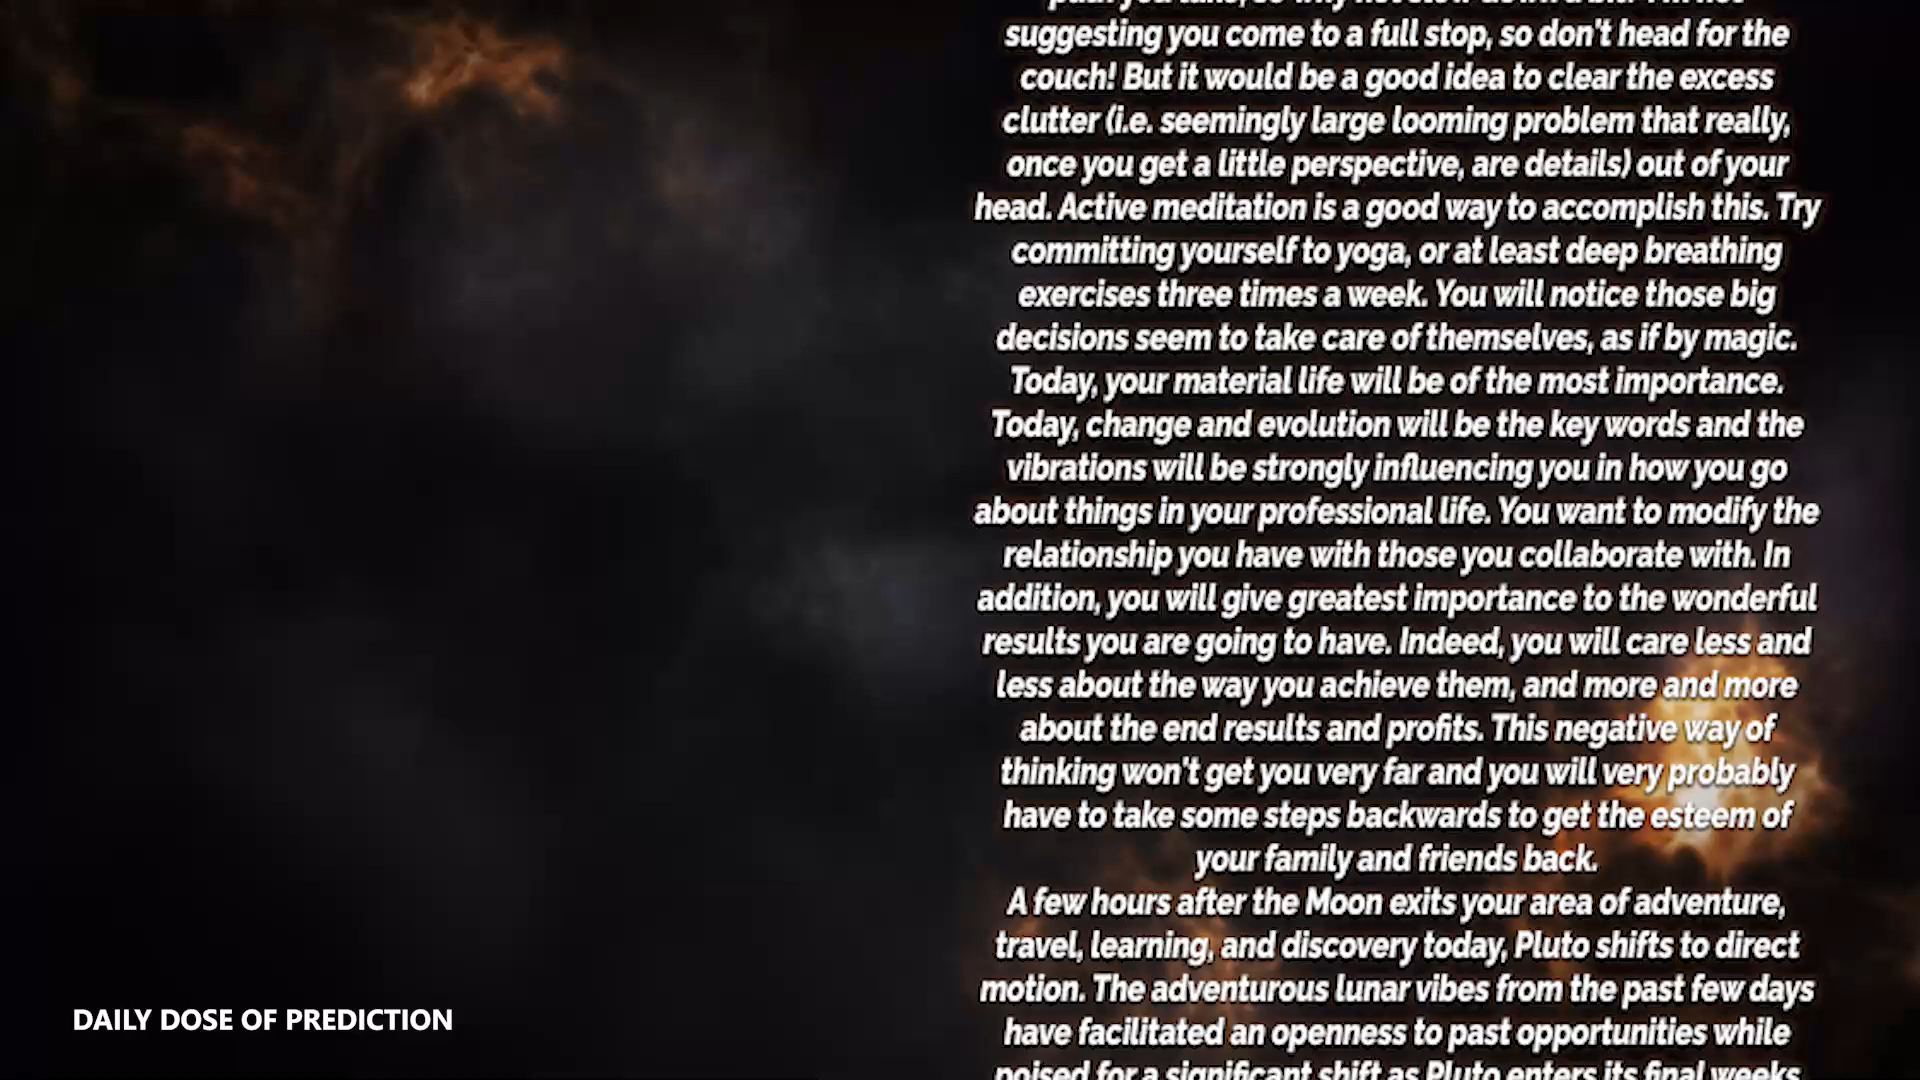 suggesting you come to a full stop, so don't head for the
couch! But it would be a good idea to clear the excess
clutter (i.e. seemingly large looming problem that really,
once you get a little perspective, are details) out of your
head. Active meditation is a good way to accomplish this. Try
committing yourself to yoga, or at least deep breathing
exercises three times a week. You will notice those big
decisions seem to take care of themselves, as if by magic.
Today, your material life will be of the most importance.
Today, change and evolution will be the key words and the
vibrations will be strongly influencing you in how you go
about things in your professional life. You want to modify the
relationship you have with those you collaborate with. In
addition, you will give greatest importance to the wonderful
results you are going to have. Indeed, you will care less and
less about the way you achieve them, and more and more
about the end results and profits. This negative way of
thinking won't get you very far and you will very probably
have to take some steps backwards to get the esteem of
your family and friends back.
A few hours after the Moon exits your area of adventure,
travel, learning, and discovery today, Pluto shifts to direct
motion. The adventurous lunar vibes from the past few days
have facilitated an openness to past opportunities while
poised for a significant shift as Pluto enters its final weeks
DAILY DOSE OF PREDICTION